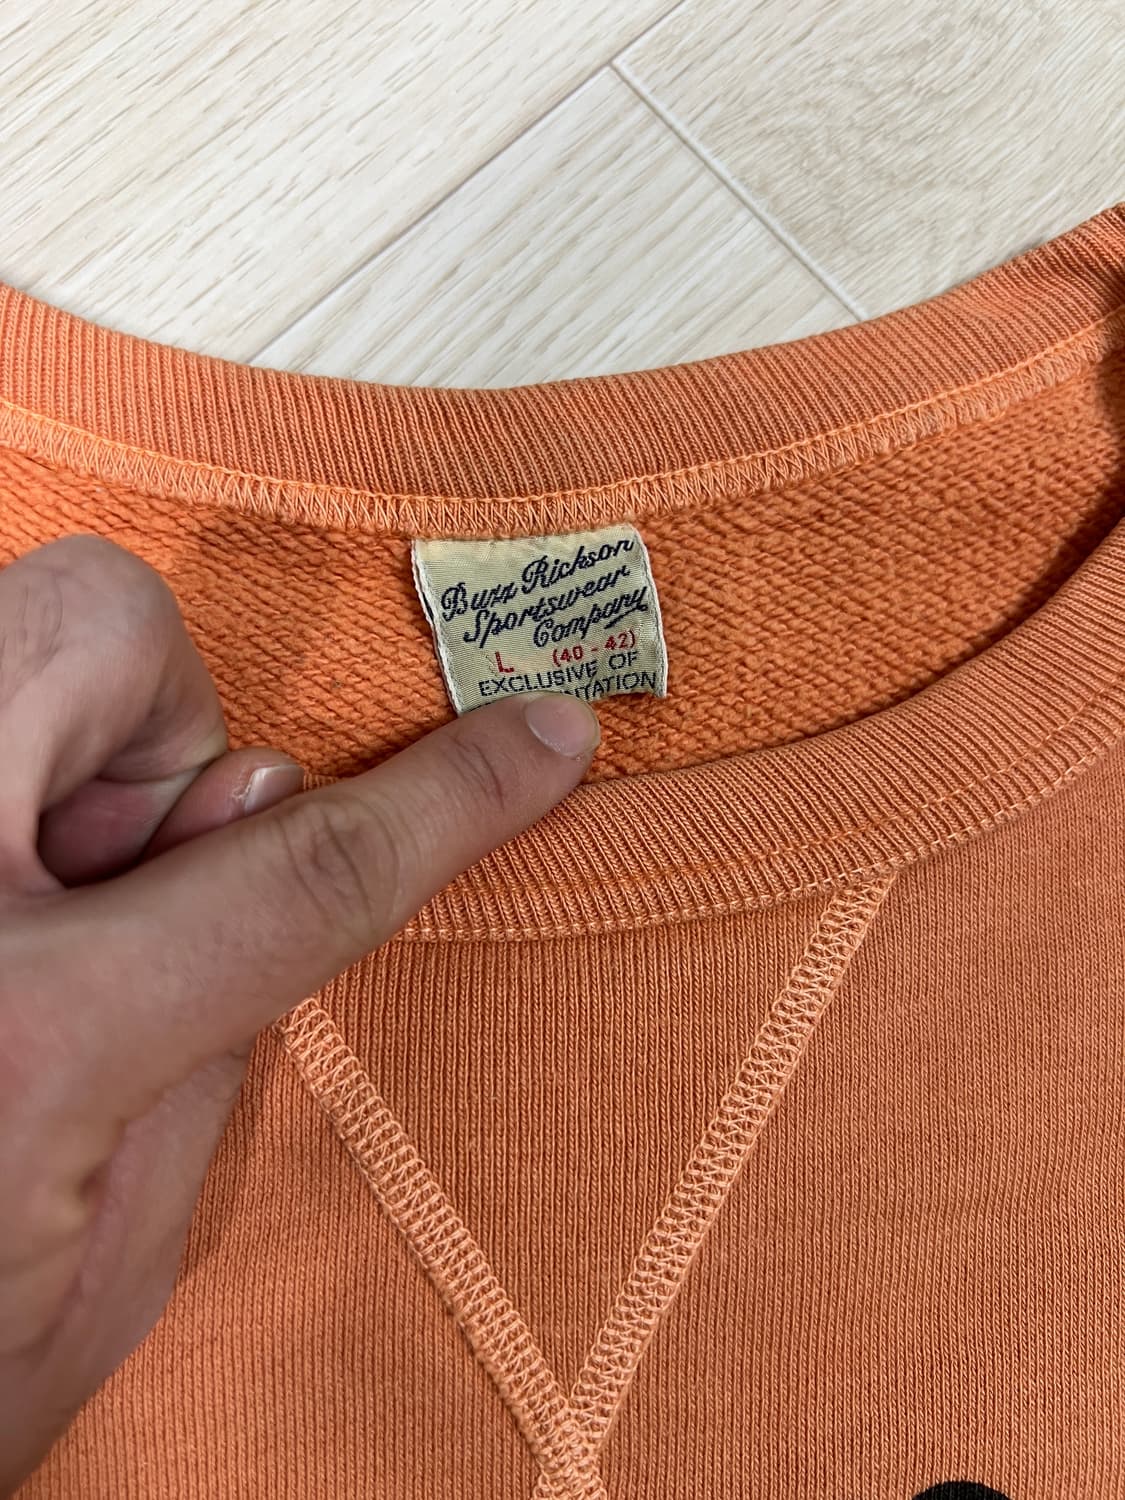 Buzz Rickson
Sportswear
Company
L (40 - 42)
EXCLUSIVE OF